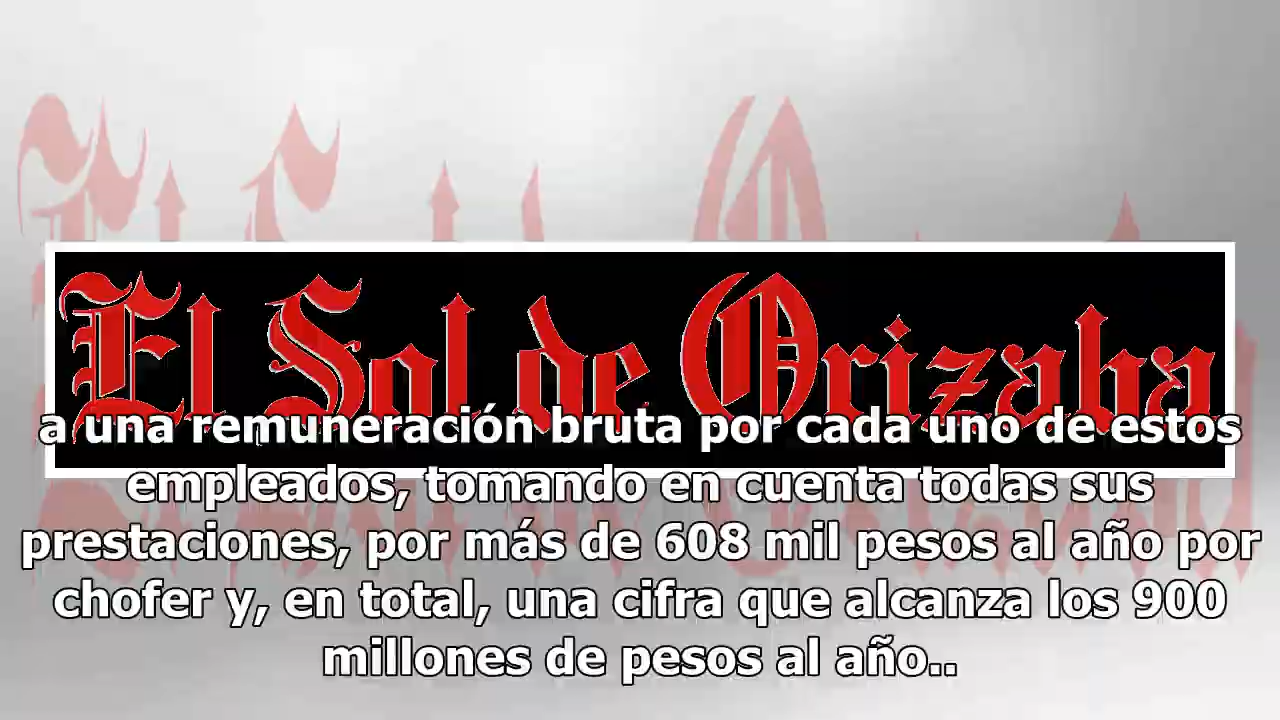 El Sol de Orizaba
a una remuneración bruta por cada uno de estos
empleados, tomando en cuenta todas sus
prestaciones, por más de 608 mil pesos al año por
chofer y, en total, una cifra que alcanza los 900
millones de pesos al año..